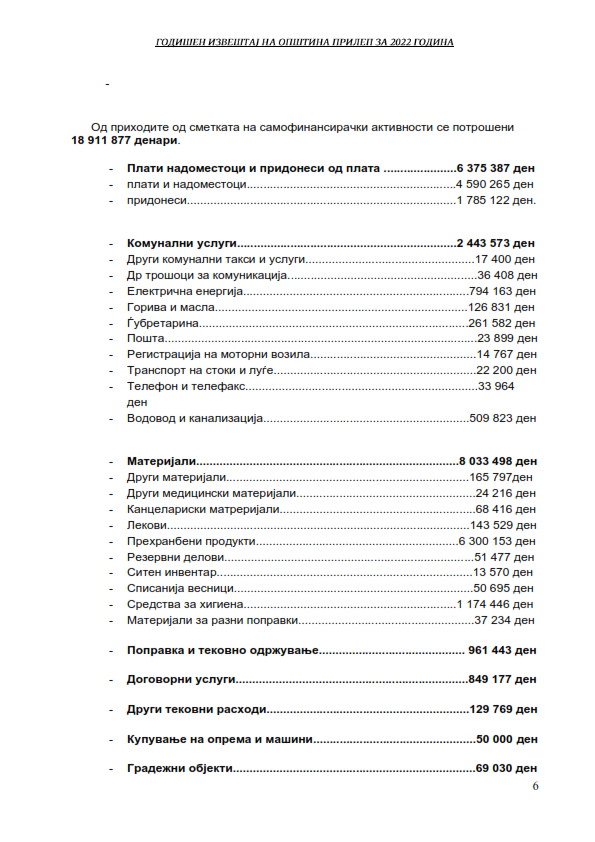 ГОДИШЕН ИЗВЕШТАЈ НА ОПШТИНА ПРИЛЕП ЗА 2022 ГОДИНА
-
Од приходите од сметката на самофинансирачки активности се потрошени
18 911 877 денари.
- Плати надоместоци и придонеси од плата ......................6 375 387 ден
- плати и надоместоци...............................................................4 590 265 ден
- придонеси.................................................................................1 785 122 ден.
- Комунални услуги..................................................................2 443 573 ден
- Други комунални такси и услуги...................................................17 400 ден
- Др трошоци за комуникација.........................................................36 408 ден
- Електрична енергија....................................................................794 163 ден
- Горива и масла............................................................................126 831 ден
- Ѓубретарина.................................................................................261 582 ден
- Пошта..............................................................................................23 899 ден
- Регистрација на моторни возила..................................................14 767 ден
- Транспорт на стоки и луѓе.............................................................22 200 ден
- Телефон и телефакс......................................................................33 964
ден
- Водовод и канализација..............................................................509 823 ден
- Материјали...............................................................................8 033 498 ден
- Други материјали.........................................................................165 797ден
- Други медицински материјали......................................................24 216 ден
- Канцелариски матреријали...........................................................68 416 ден
- Лекови...........................................................................................143 529 ден
- Прехранбени продукти.............................................................6 300 153 ден
- Резервни делови...........................................................................51 477 ден
- Ситен инвентар.............................................................................13 570 ден
- Списанија весници........................................................................50 695 ден
- Средства за хигиена................................................................1 174 446 ден
- Материјали за разни поправки.....................................................37 234 ден
- Поправка и тековно одржување............................................ 961 443 ден
- Договорни услуги......................................................................849 177 ден
- Други тековни расходи.............................................................129 769 ден
- Купување на опрема и машини.................................................50 000 ден
- Градежни објекти.........................................................................69 030 ден
6